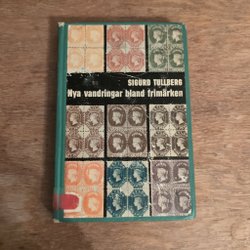 SIGURD TULLBERG
Nya vandringar bland frimärken